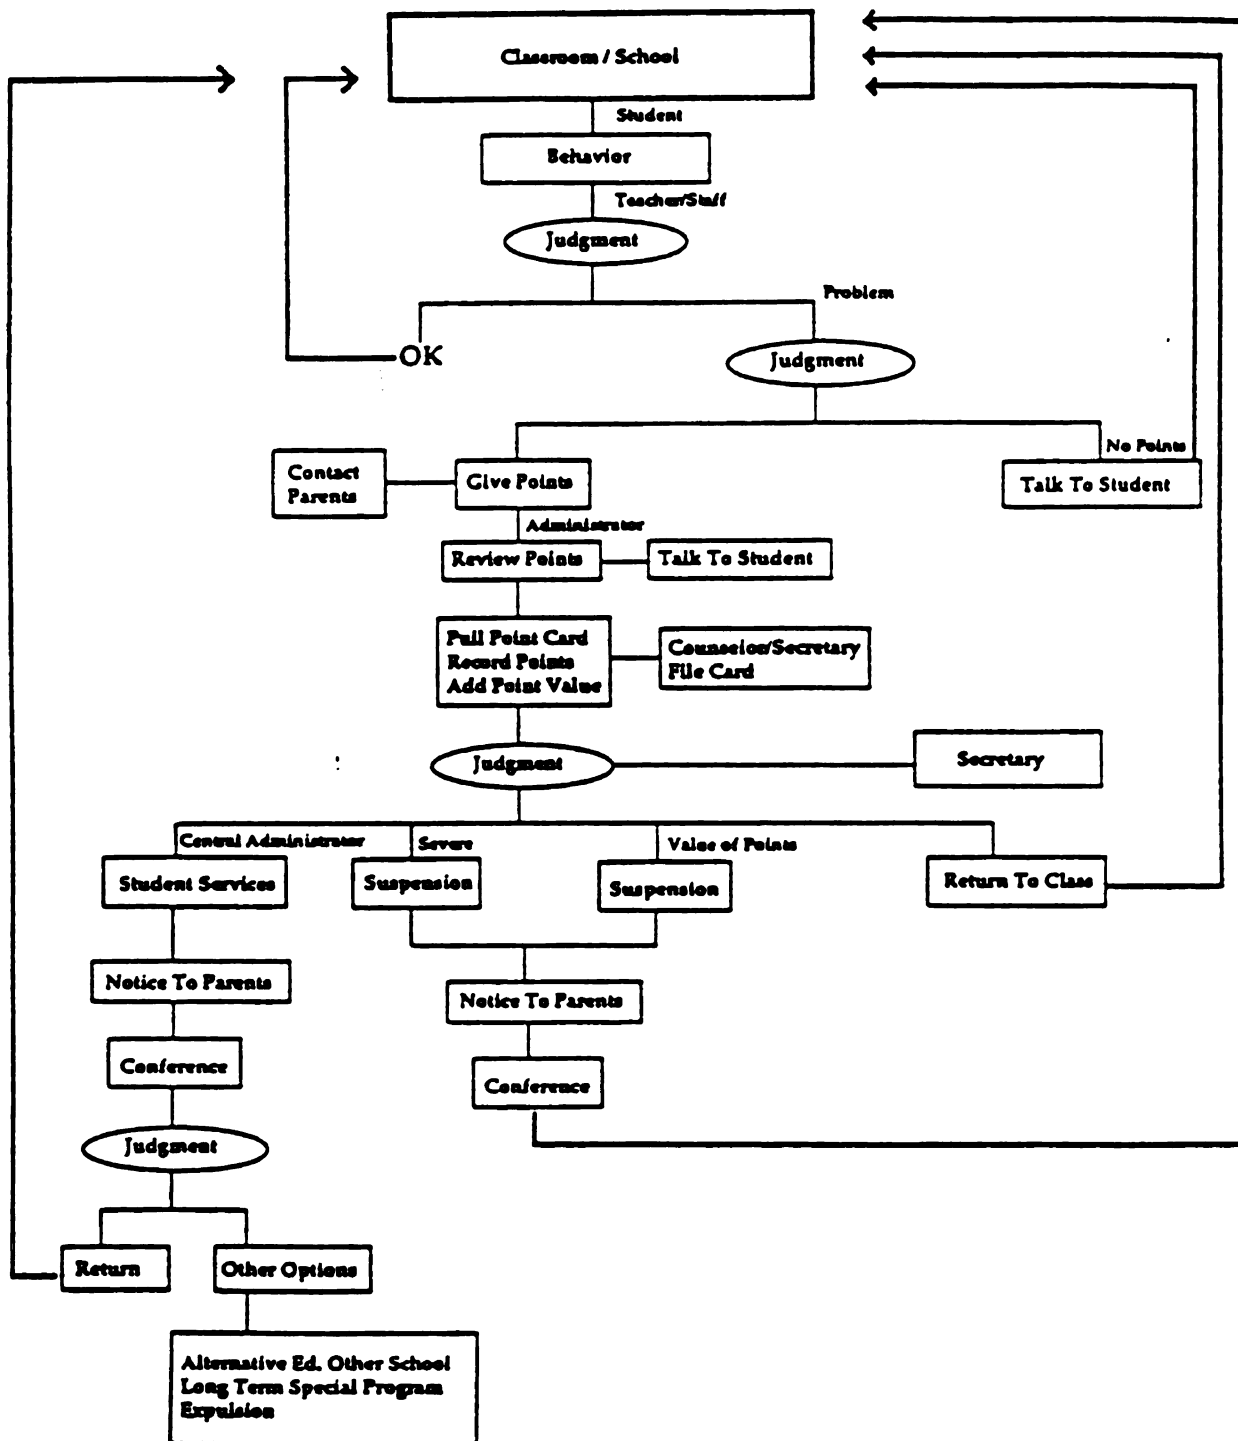 Classroom / School
Student
Behavior
Teacher/Staff
Judgment
Problem
OK
Judgment
No Points
Contact
Parents
Give Points
Talk To Student
Administrator
Review Points
Talk To Student
Pull Point Card
Record Points
Add Point Value
Counselor/Secretary
File Card
Judgment
Secretary
Central Administrator
Severe
Value of Points
Student Services
Suspension
Suspension
Return To Class
Notice To Parents
Notice To Parents
Conference
Conference
Judgment
Return
Other Options
Alternative Ed. Other School
Long Term Special Program
Expulsion